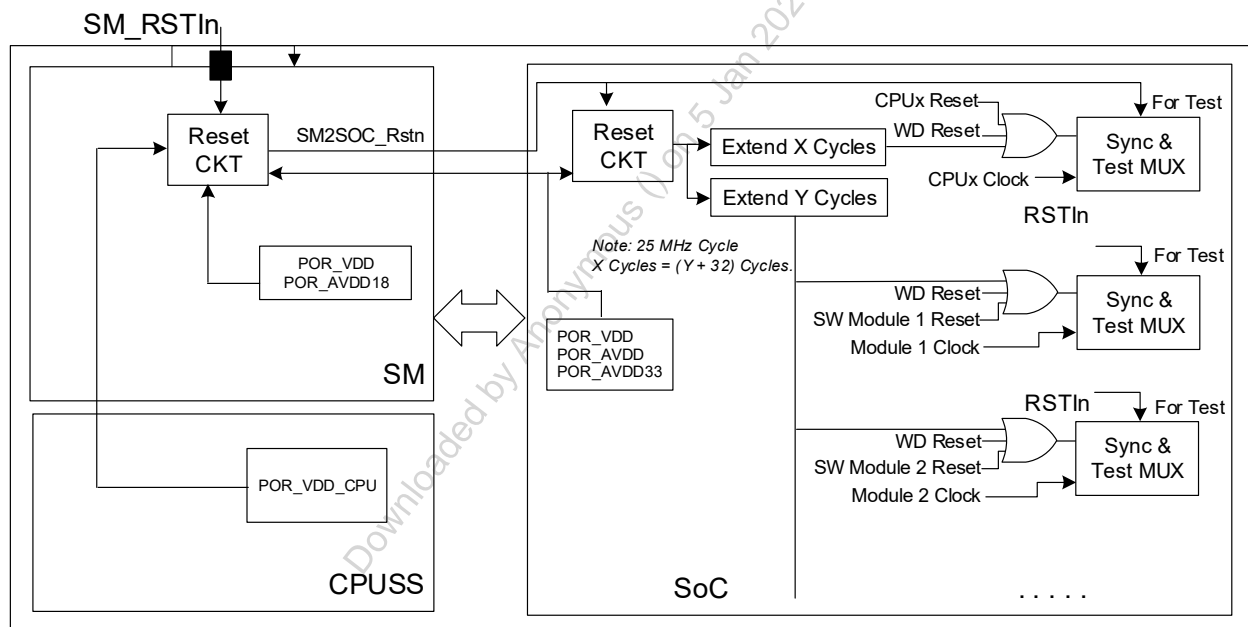 SM_RSTIn
Reset
CKT
SM2SOC_Rstn
POR_VDD
POR_AVDD18
SM
POR_VDD_CPU
CPUSS
Reset
CKT
Extend X Cycles
Extend Y Cycles
Note: 25 MHz Cycle
X Cycles = (Y + 32) Cycles.
POR_VDD
POR_AVDD
POR_AVDD33
CPUx Reset
WD Reset
CPUx Clock
For Test
Sync &
Test MUX
RSTIn
For Test
WD Reset
SW Module 1 Reset
Module 1 Clock
Sync &
Test MUX
RSTIn
For Test
WD Reset
SW Module 2 Reset
Module 2 Clock
Sync &
Test MUX
SoC
. . . . .
Downloaded by Anonymous () on 5 Jan 202